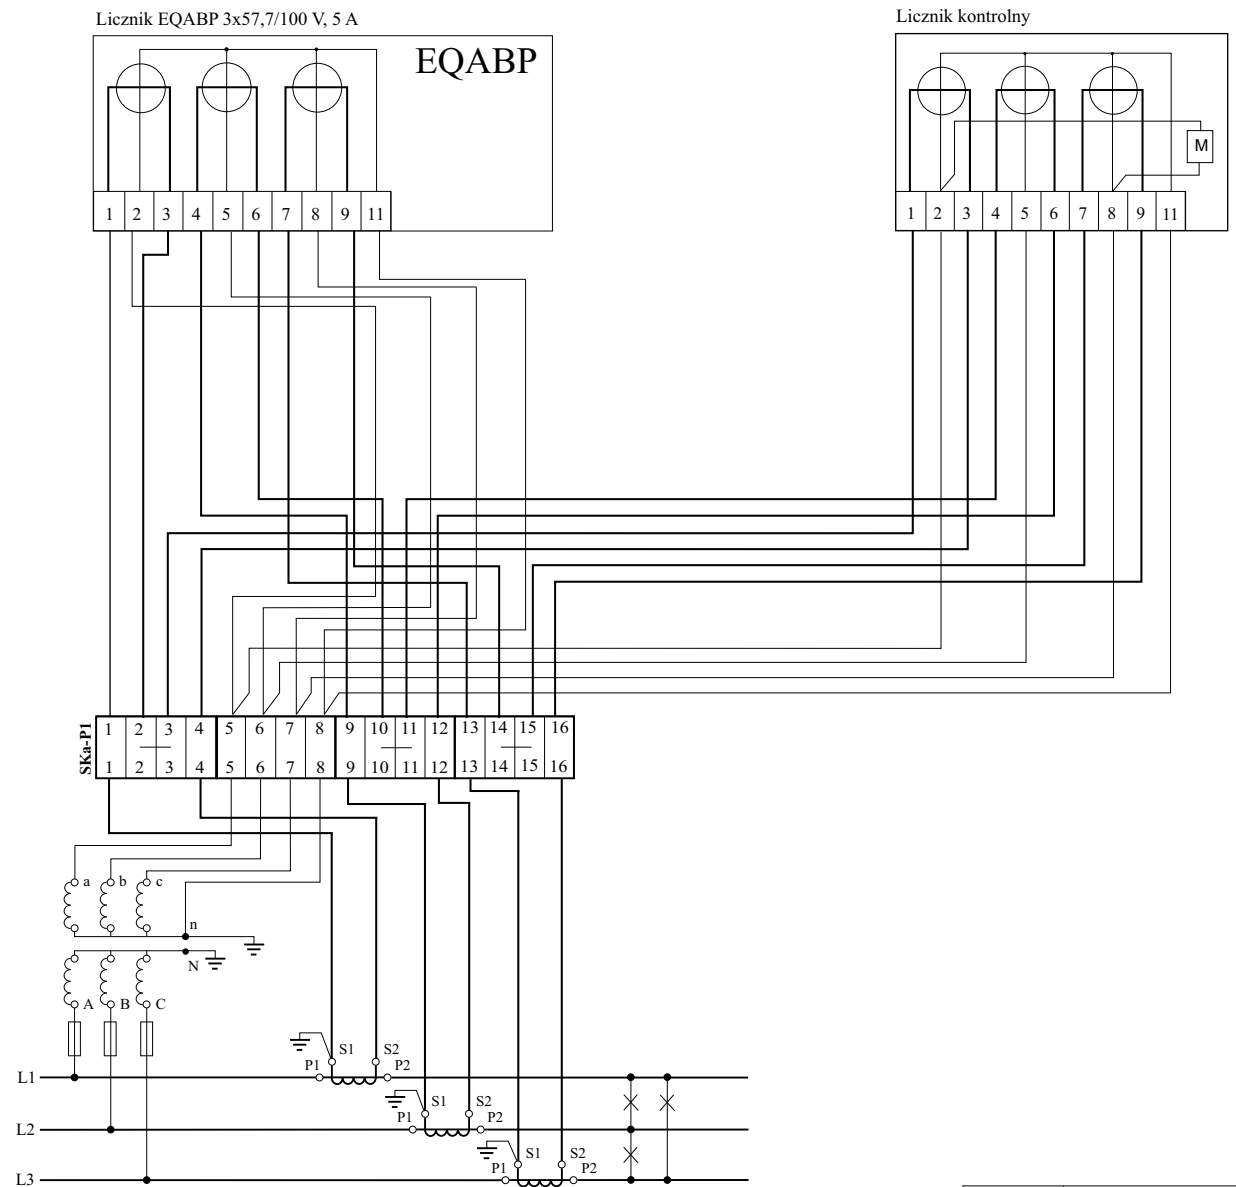 Licznik EQABP 3x57,7/100 V, 5 A
Licznik kontrolny
EQABP
M
1 2 3 4 5 6 7 8 9 11
1 2 3 4 5 6 7 8 9 11
SKa-P1
1 2 3 4 5 6 7 8 9 10 11 12 13 14 15 16
1 2 3 4 5 6 7 8 9 10 11 12 13 14 15 16
a b c
n
N
A B C
S1 S2
P1 P2
L1
S1 S2
P1 P2
L2
S1 S2
P1 P2
L3